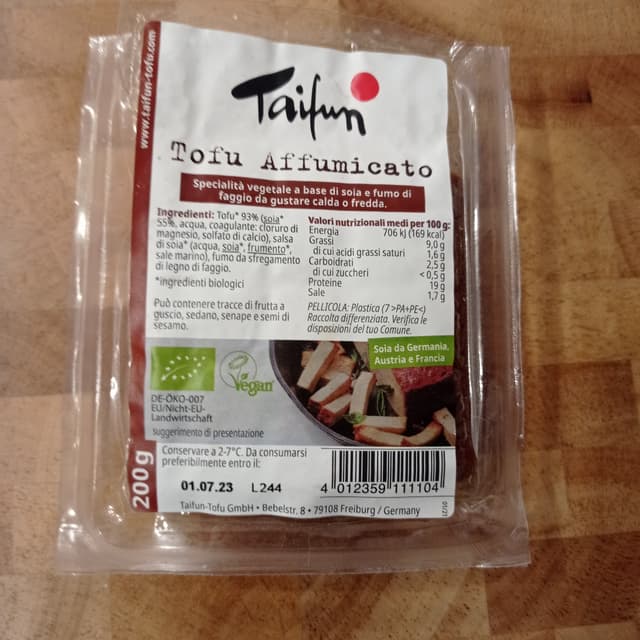 www.taifun-tofu.com
Taifun
Tofu Affumicato
Specialità vegetale a base di soia e fumo di
faggio da gustare calda o fredda.
Ingredienti: Tofu* 93% (soia*
55%, acqua, coagulante: cloruro di
magnesio, solfato di calcio), salsa
di soia* (acqua, soia*, frumento*,
sale marino), fumo da sfregamento
di legno di faggio.
*ingredienti biologici
Può contenere tracce di frutta a
guscio, sedano, senape e semi di
sesamo.
Valori nutrizionali medi per 100 g:
Energia 706 kJ (169 kcal)
Grassi 9,0 g
di cui acidi grassi saturi 1,6 g
Carboidrati 2,5 g
di cui zuccheri < 0,5 g
Proteine 19 g
Sale 1,7 g
PELLICOLA: Plastica (7 >PA+PE<)
Raccolta differenziata. Verifica le
disposizioni del tuo Comune.
Soia da Germania,
Austria e Francia
Vegan
DE-ÖKO-007
EU/Nicht-EU-
Landwirtschaft
suggerimento di presentazione
200g
Conservare a 2-7°C. Da consumarsi
preferibilmente entro il:
01.07.23 L244
4 012359 111104
Taifun-Tofu GmbH • Bebelstr. 8 • 79108 Freiburg / Germany